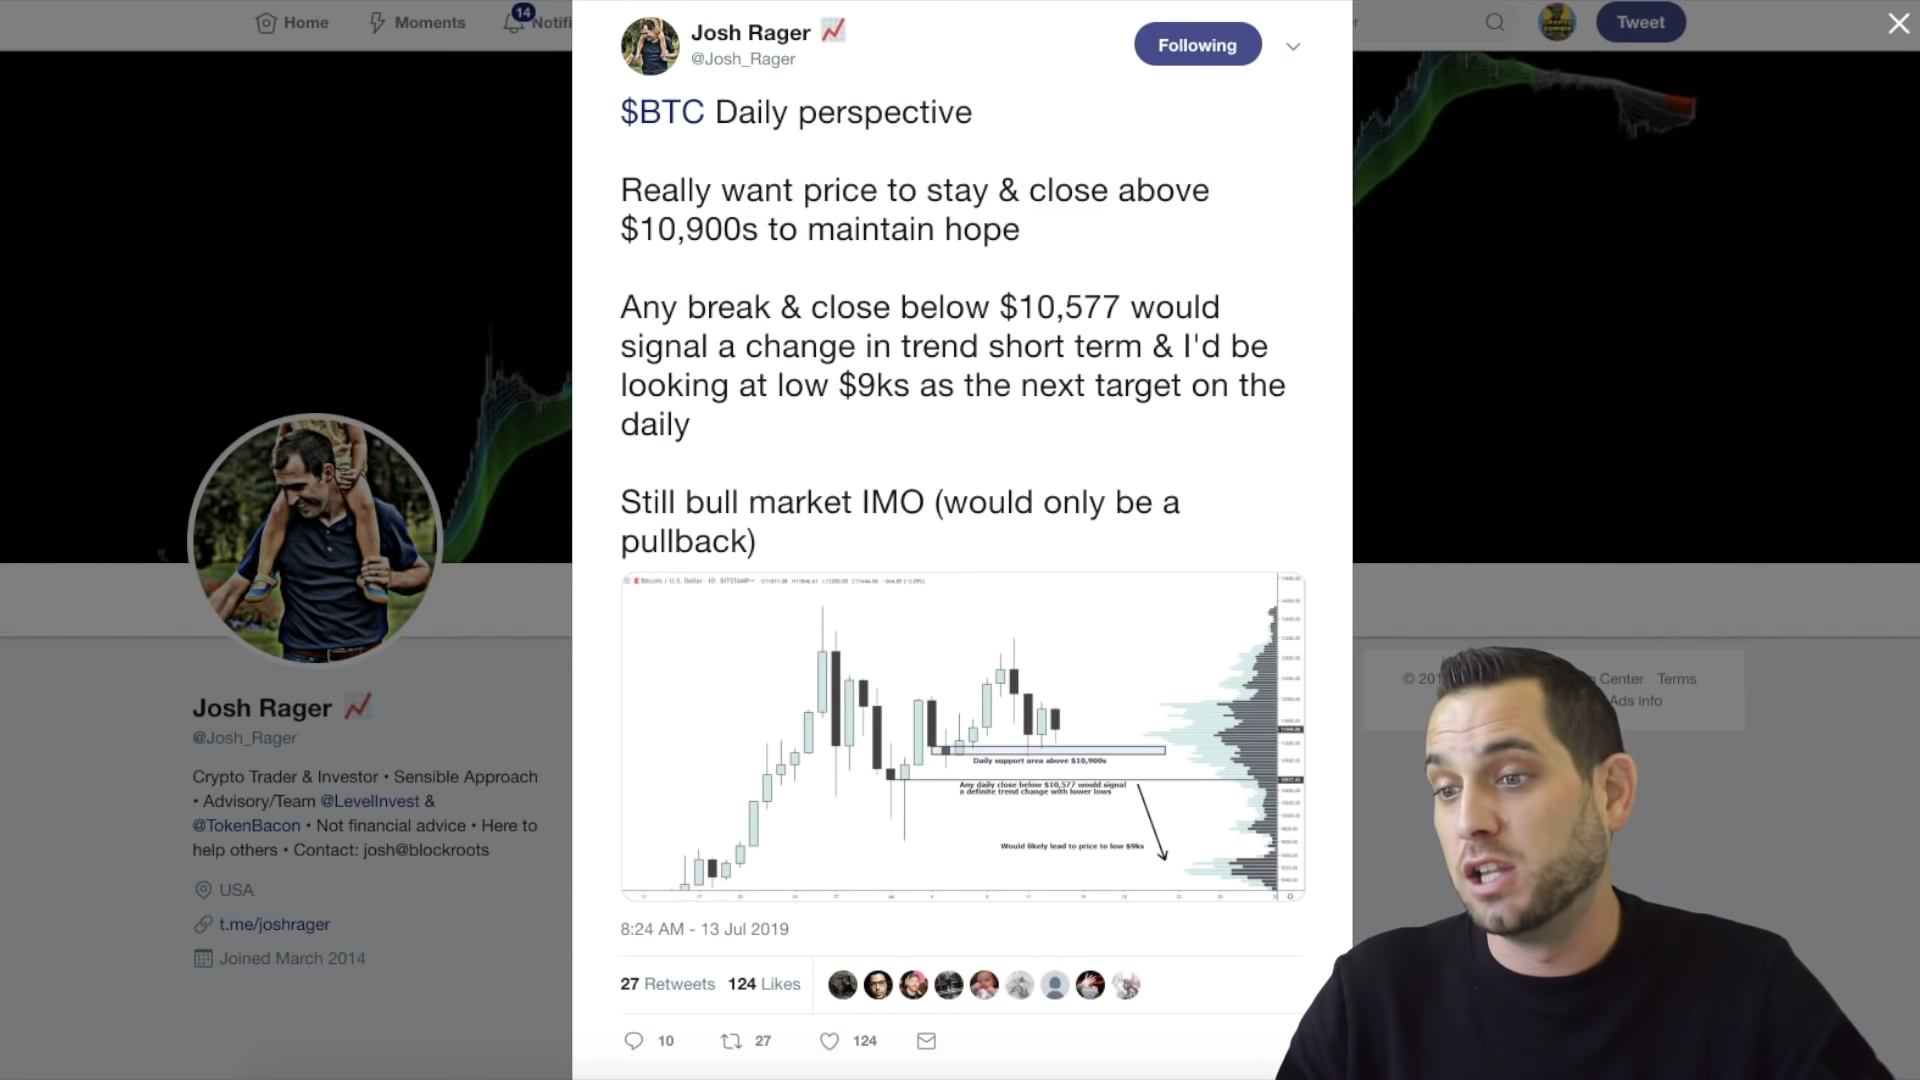 Home
Moments
14
Notifi
Tweet
Josh Rager
@Josh_Rager
Following
$BTC Daily perspective
Really want price to stay & close above
$10,900s to maintain hope
Any break & close below $10,577 would
signal a change in trend short term & I'd be
looking at low $9ks as the next target on the
daily
Still bull market IMO (would only be a
pullback)
Bitcoin / U.S. Dollar · 1D · BITSTAMP
Daily support area above $10,900s
Any daily close below $10,577 would signal
a definite trend change with lower lows
Would likely lead to price to low $9ks
8:24 AM - 13 Jul 2019
27 Retweets 124 Likes
10
27
124
Josh Rager
@Josh_Rager
Crypto Trader & Investor • Sensible Approach
• Advisory/Team @LevelInvest &
@TokenBacon • Not financial advice • Here to
help others • Contact: josh@blockroots
USA
t.me/joshrager
Joined March 2014
© 201
Center Terms
Ads info